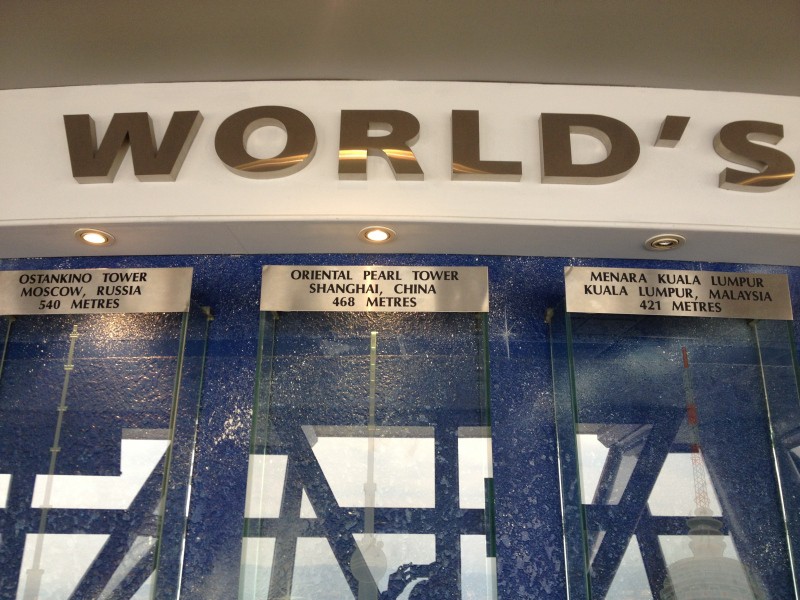 WORLD'S
OSTANKINO TOWER
MOSCOW, RUSSIA
540 METRES
ORIENTAL PEARL TOWER
SHANGHAI, CHINA
468 METRES
MENARA KUALA LUMPUR
KUALA LUMPUR, MALAYSIA
421 METRES